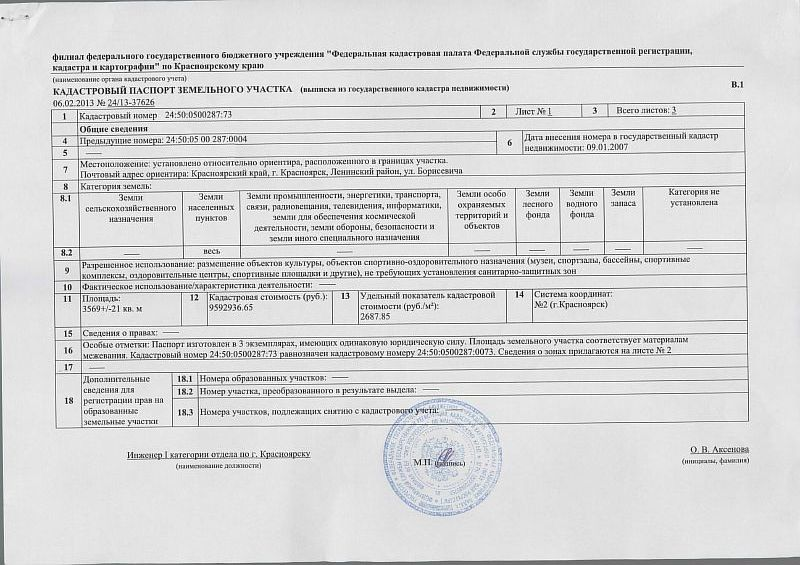 филиал федерального государственного бюджетного учреждения "Федеральная кадастровая палата Федеральной службы государственной регистрации,
кадастра и картографии" по Красноярскому краю
(наименование органа кадастрового учета)
КАДАСТРОВЫЙ ПАСПОРТ ЗЕМЕЛЬНОГО УЧАСТКА (выписка из государственного кадастра недвижимости) В.1
06.02.2013 № 24/13-37626
1 Кадастровый номер 24:50:0500287:73 2 Лист № 1 3 Всего листов: 3
Общие сведения
4 Предыдущие номера: 24:50:05 00 287:0004
5 ——
6 Дата внесения номера в государственный кадастр
недвижимости: 09.01.2007
7 Местоположение: установлено относительно ориентира, расположенного в границах участка.
Почтовый адрес ориентира: Красноярский край, г. Красноярск, Ленинский район, ул. Борисевича
8 Категория земель:
8.1 Земли
сельскохозяйственного
назначения
Земли
населенных
пунктов
Земли промышленности, энергетики, транспорта,
связи, радиовещания, телевидения, информатики,
земли для обеспечения космической
деятельности, земли обороны, безопасности и
земли иного специального назначения
Земли особо
охраняемых
территорий и
объектов
Земли
лесного
фонда
Земли
водного
фонда
Земли
запаса
Категория не
установлена
8.2 —— весь —— —— —— —— —— ——
9 Разрешенное использование: размещение объектов культуры, объектов спортивно-оздоровительного назначения (музеи, спортзалы, бассейны, спортивные
комплексы, оздоровительные центры, спортивные площадки и другие), не требующих установления санитарно-защитных зон
10 Фактическое использование/характеристика деятельности: ——
11 Площадь:
3569+/-21 кв. м
12 Кадастровая стоимость (руб.):
9592936.65
13 Удельный показатель кадастровой
стоимости (руб./м²):
2687.85
14 Система координат:
№2 (г.Красноярск)
15 Сведения о правах: ——
16 Особые отметки: Паспорт изготовлен в 3 экземплярах, имеющих одинаковую юридическую силу. Площадь земельного участка соответствует материалам
межевания. Кадастровый номер 24:50:0500287:73 равнозначен кадастровому номеру 24:50:0500287:0073. Сведения о зонах прилагаются на листе № 2
17 ——
18 Дополнительные
сведения для
регистрации прав на
образованные
земельные участки
18.1 Номера образованных участков: ——
18.2 Номер участка, преобразованного в результате выдела: ——
18.3 Номера участков, подлежащих снятию с кадастрового учета:
Инженер I категории отдела по г. Красноярску
(наименование должности)
М.П. (подпись)
О. В. Аксенова
(инициалы, фамилия)